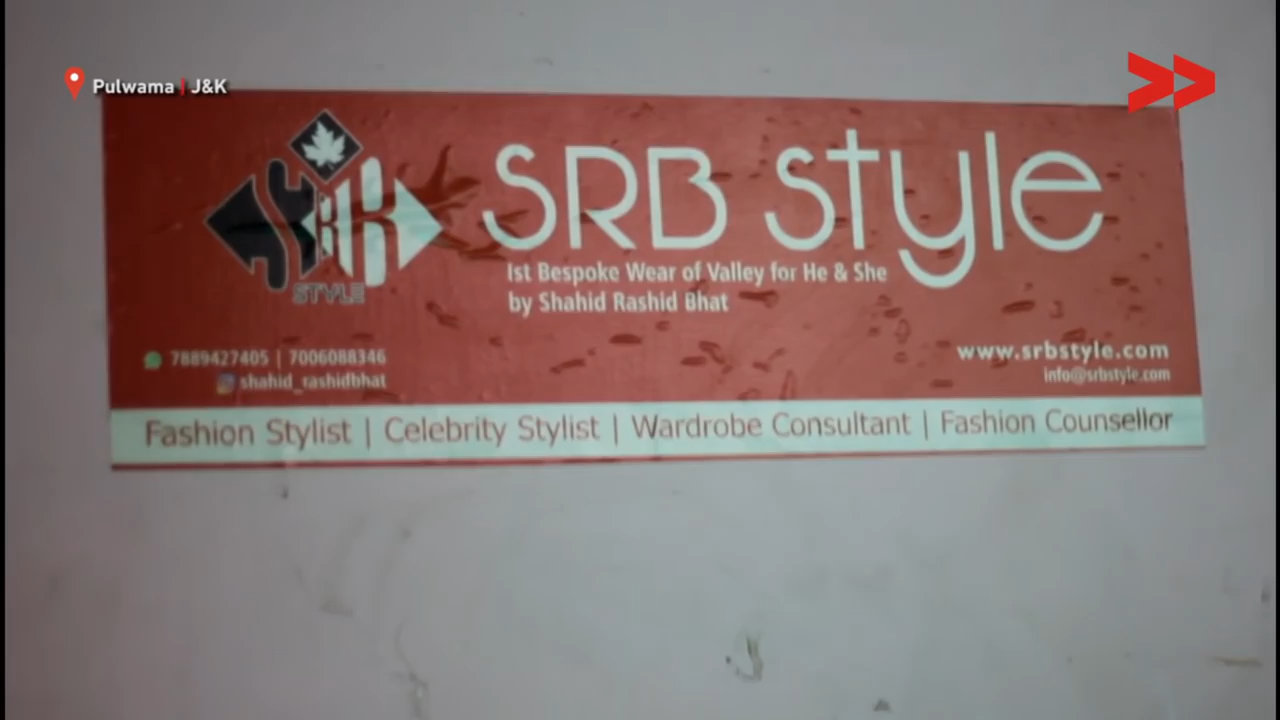 Pulwama | J&K
SRB style
STYLE
Ist Bespoke Wear of Valley for He & She
by Shahid Rashid Bhat
7889427405 | 7006088346
shahid_rashidbhat
www.srbstyle.com
info@srbstyle.com
Fashion Stylist | Celebrity Stylist | Wardrobe Consultant | Fashion Counsellor